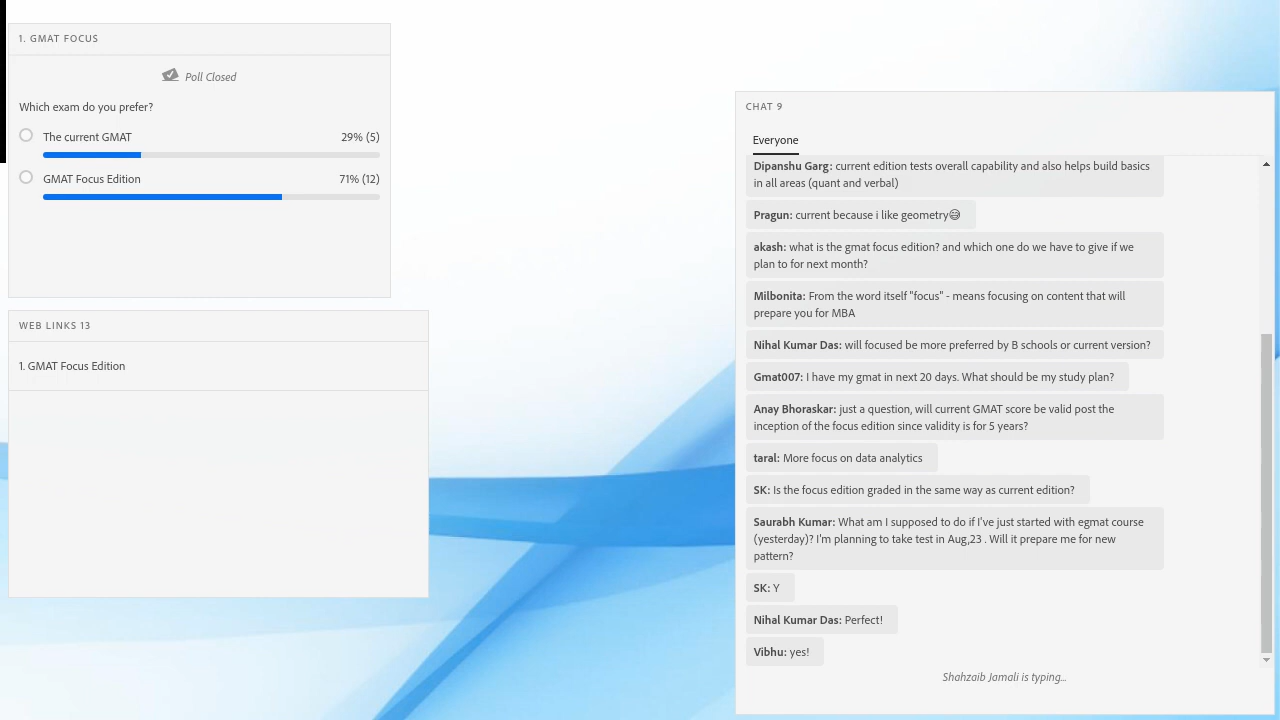 1. GMAT FOCUS
Poll Closed
Which exam do you prefer?
The current GMAT 29% (5)
GMAT Focus Edition 71% (12)
WEB LINKS 13
1. GMAT Focus Edition
CHAT 9
Everyone
Dipanshu Garg: current edition tests overall capability and also helps build basics
in all areas (quant and verbal)
Pragun: current because i like geometry😅
akash: what is the gmat focus edition? and which one do we have to give if we
plan to for next month?
Milbonita: From the word itself "focus" - means focusing on content that will
prepare you for MBA
Nihal Kumar Das: will focused be more preferred by B schools or current version?
Gmat007: I have my gmat in next 20 days. What should be my study plan?
Anay Bhoraskar: just a question, will current GMAT score be valid post the
inception of the focus edition since validity is for 5 years?
taral: More focus on data analytics
SK: Is the focus edition graded in the same way as current edition?
Saurabh Kumar: What am I supposed to do if I've just started with egmat course
(yesterday)? I'm planning to take test in Aug,23 . Will it prepare me for new
pattern?
SK: Y
Nihal Kumar Das: Perfect!
Vibhu: yes!
Shahzaib Jamali is typing...